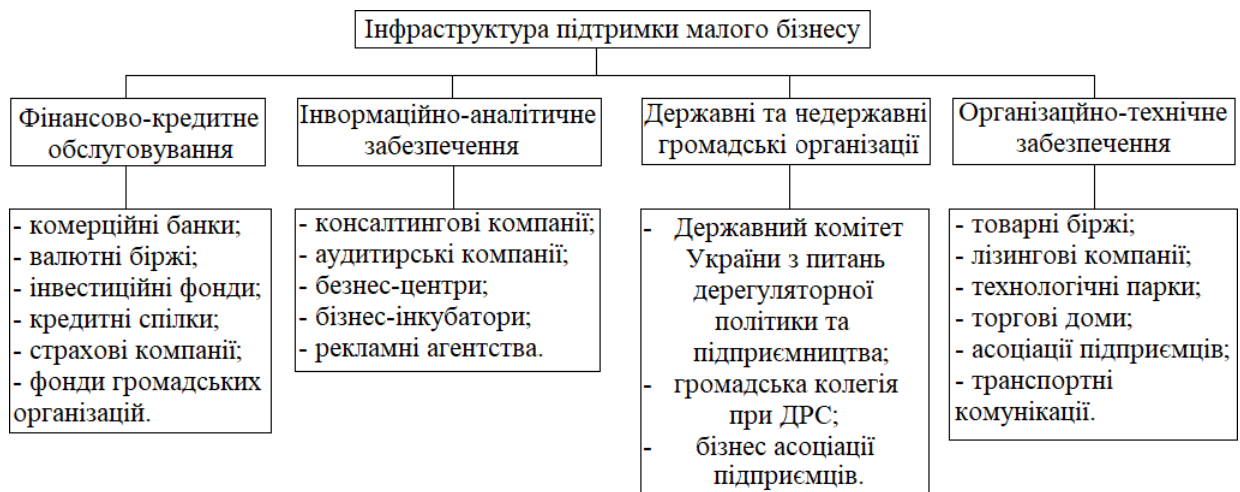 Інфраструктура підтримки малого бізнесу
Фінансово-кредитне
обслуговування
- комерційні банки;
- валютні біржі;
- інвестиційні фонди;
- кредитні спілки;
- страхові компанії;
- фонди громадських
організацій.
Інвормаційно-аналітичне
забезпечення
- консалтингові компанії;
- аудитирські компанії;
- безнес-центри;
- бізнес-інкубатори;
- рекламні агентства.
Державні та недержавні
громадські організації
- Державний комітет
України з питань
дерегуляторної
політики та
підприємництва;
- громадська колегія
при ДРС;
- бізнес асоціації
підприємців.
Організаційно-технічне
забезпечення
- товарні біржі;
- лізингові компанії;
- технологічні парки;
- торгові доми;
- асоціації підприємців;
- транспортні
комунікації.